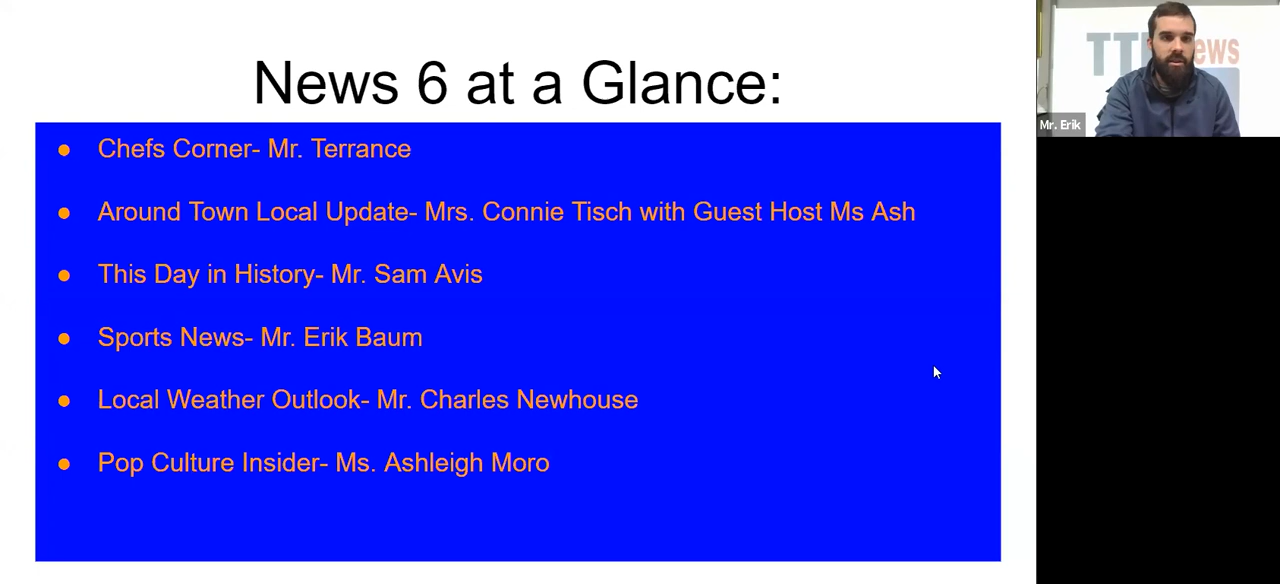 News 6 at a Glance:
● Chefs Corner- Mr. Terrance
● Around Town Local Update- Mrs. Connie Tisch with Guest Host Ms Ash
● This Day in History- Mr. Sam Avis
● Sports News- Mr. Erik Baum
● Local Weather Outlook- Mr. Charles Newhouse
● Pop Culture Insider- Ms. Ashleigh Moro
Mr. Erik